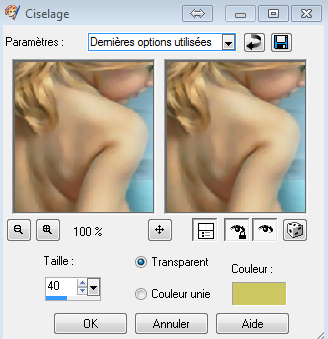 Ciselage
Paramètres : Dernières options utilisées
100 %
Taille : Transparent
Couleur :
40 Couleur unie
OK Annuler Aide